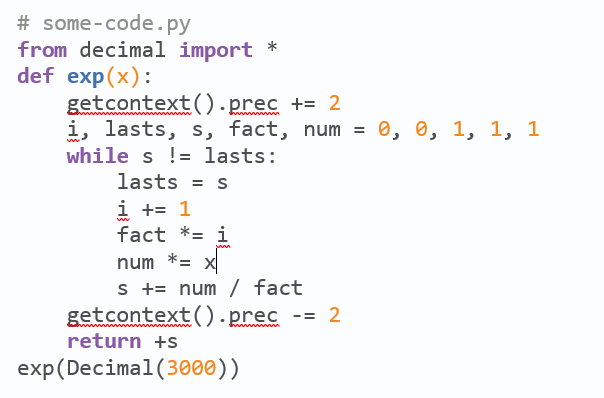 # some-code.py
from decimal import *
def exp(x):
    getcontext().prec += 2
    i, lasts, s, fact, num = 0, 0, 1, 1, 1
    while s != lasts:
        lasts = s
        i += 1
        fact *= i
        num *= x
        s += num / fact
    getcontext().prec -= 2
    return +s
exp(Decimal(3000))